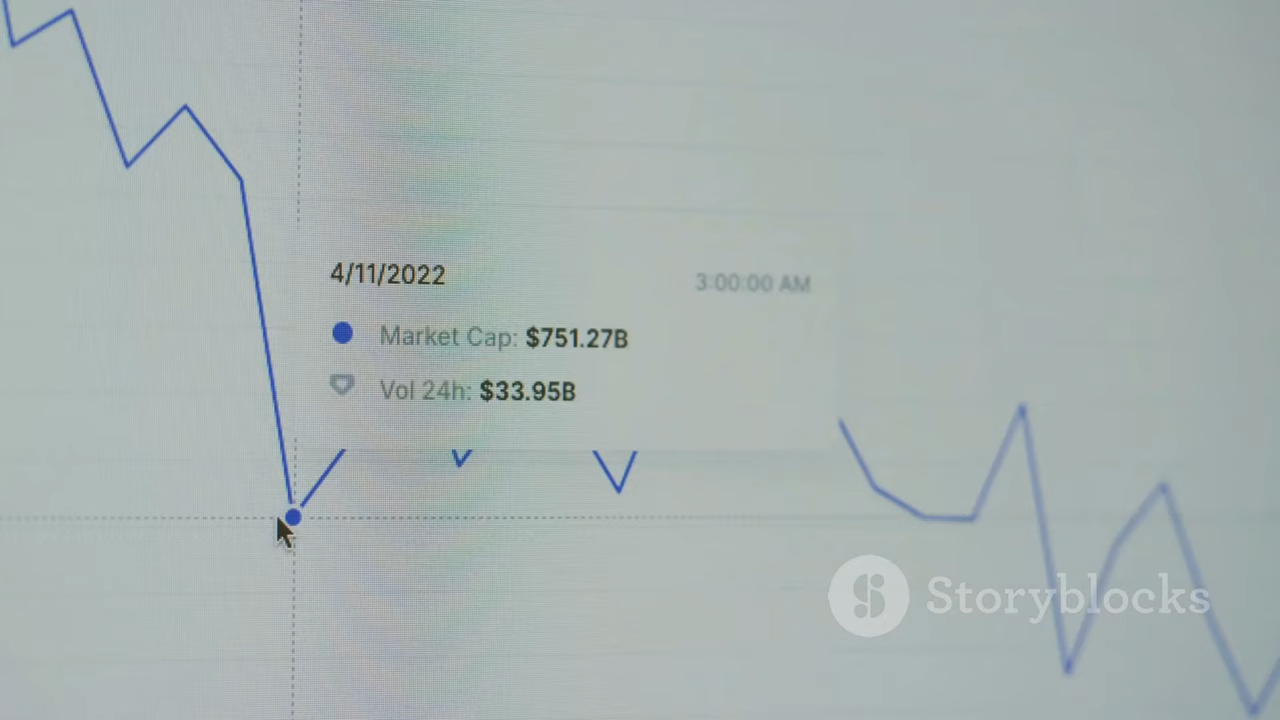 4/11/2022 3:00:00 AM
Market Cap: $751.27B
Vol 24h: $33.95B
Storyblocks